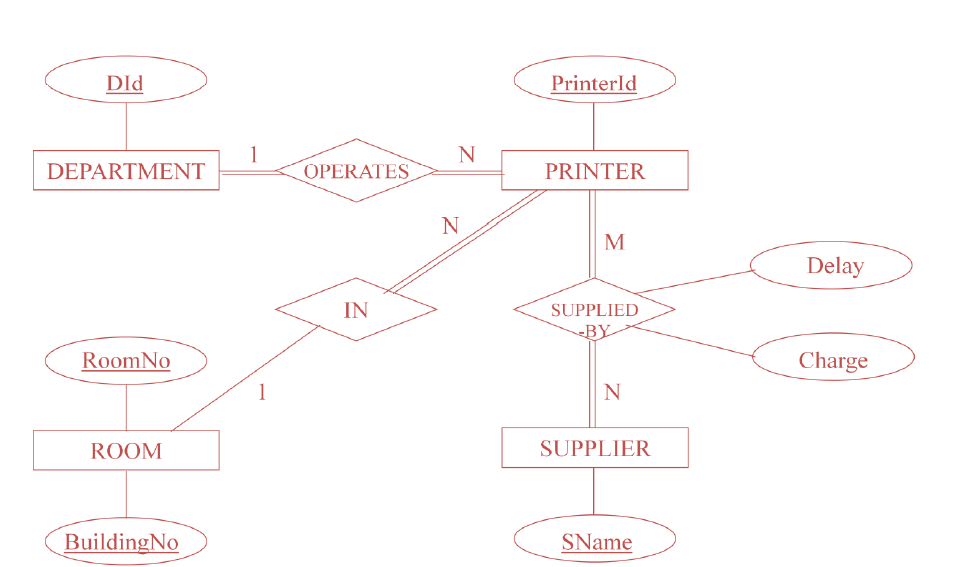 DId
PrinterId
DEPARTMENT
1
OPERATES
N
PRINTER
N
M
Delay
IN
SUPPLIED
-BY
RoomNo
Charge
1
N
ROOM
SUPPLIER
BuildingNo
SName